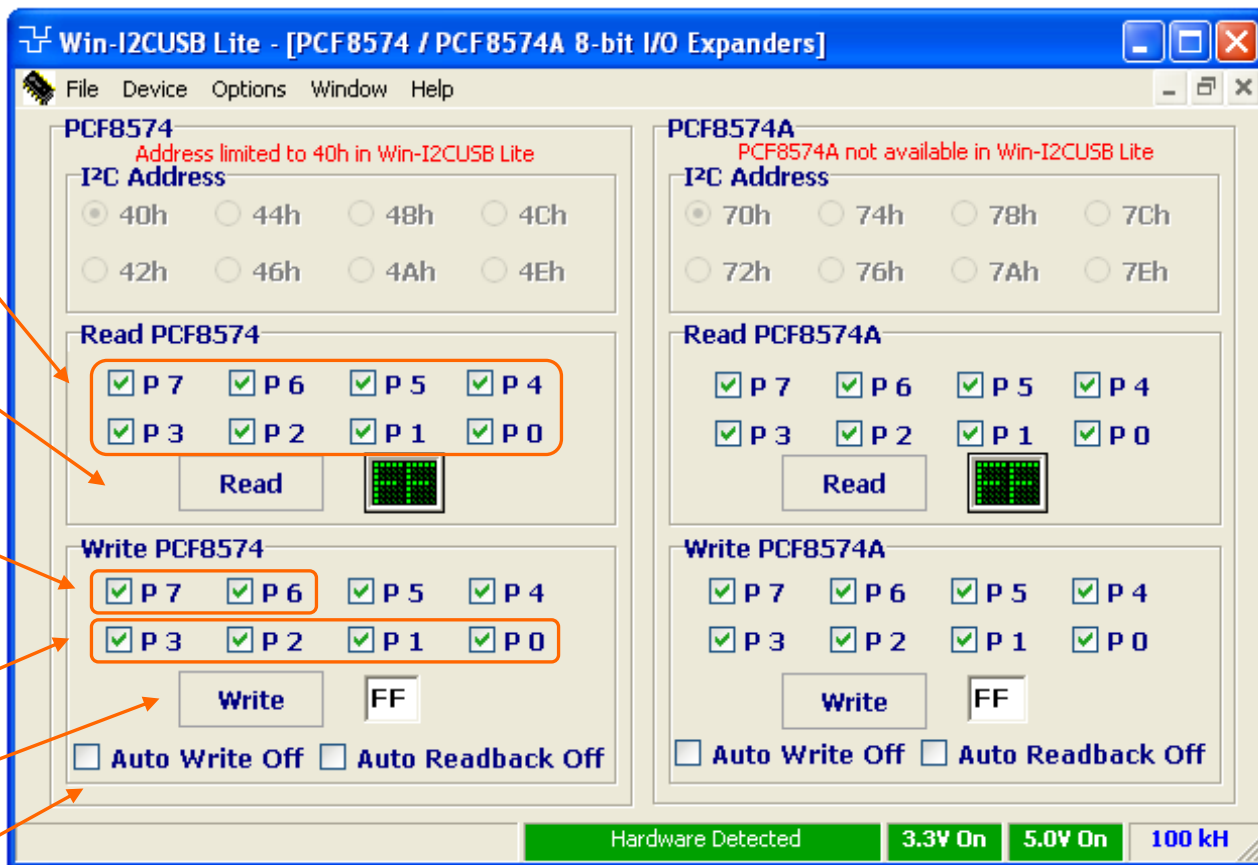 Win-I2CUSB Lite - [PCF8574 / PCF8574A 8-bit I/O Expanders]
File Device Options Window Help
PCF8574
Address limited to 40h in Win-I2CUSB Lite
I²C Address
40h 44h 48h 4Ch
42h 46h 4Ah 4Eh
Read PCF8574
P 7 P 6 P 5 P 4
P 3 P 2 P 1 P 0
Read FF
Write PCF8574
P 7 P 6 P 5 P 4
P 3 P 2 P 1 P 0
Write FF
Auto Write Off Auto Readback Off
PCF8574A
PCF8574A not available in Win-I2CUSB Lite
I²C Address
70h 74h 78h 7Ch
72h 76h 7Ah 7Eh
Read PCF8574A
P 7 P 6 P 5 P 4
P 3 P 2 P 1 P 0
Read FF
Write PCF8574A
P 7 P 6 P 5 P 4
P 3 P 2 P 1 P 0
Write FF
Auto Write Off Auto Readback Off
Hardware Detected 3.3V On 5.0V On 100 kH